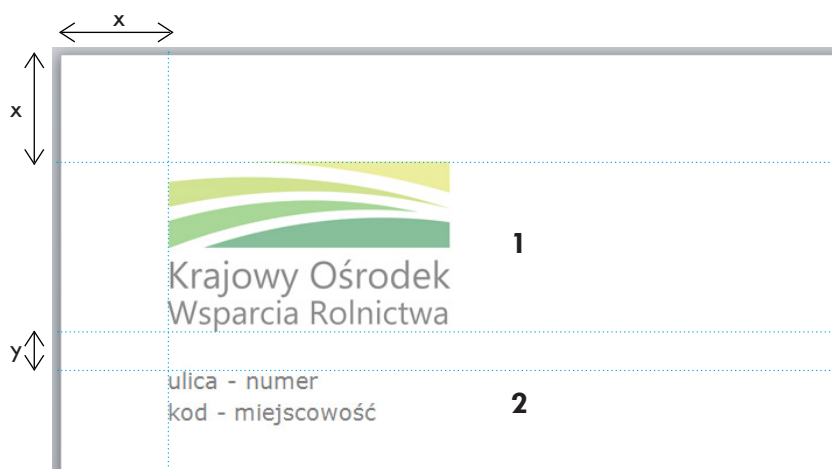 x
x
1
Krajowy Ośrodek
Wsparcia Rolnictwa
y
ulica - numer
kod - miejscowość
2